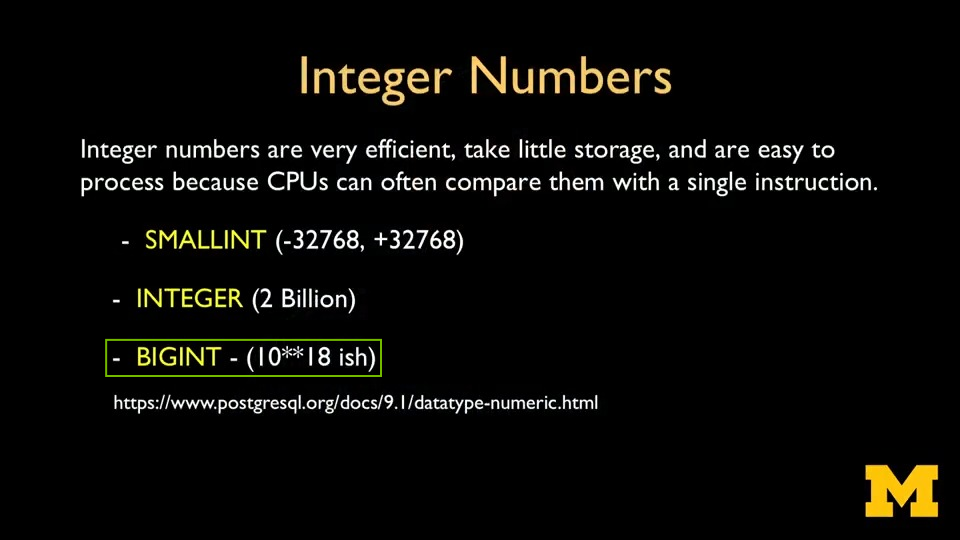 Integer Numbers
Integer numbers are very efficient, take little storage, and are easy to
process because CPUs can often compare them with a single instruction.
- SMALLINT (-32768, +32768)
- INTEGER (2 Billion)
- BIGINT - (10**18 ish)
https://www.postgresql.org/docs/9.1/datatype-numeric.html
M